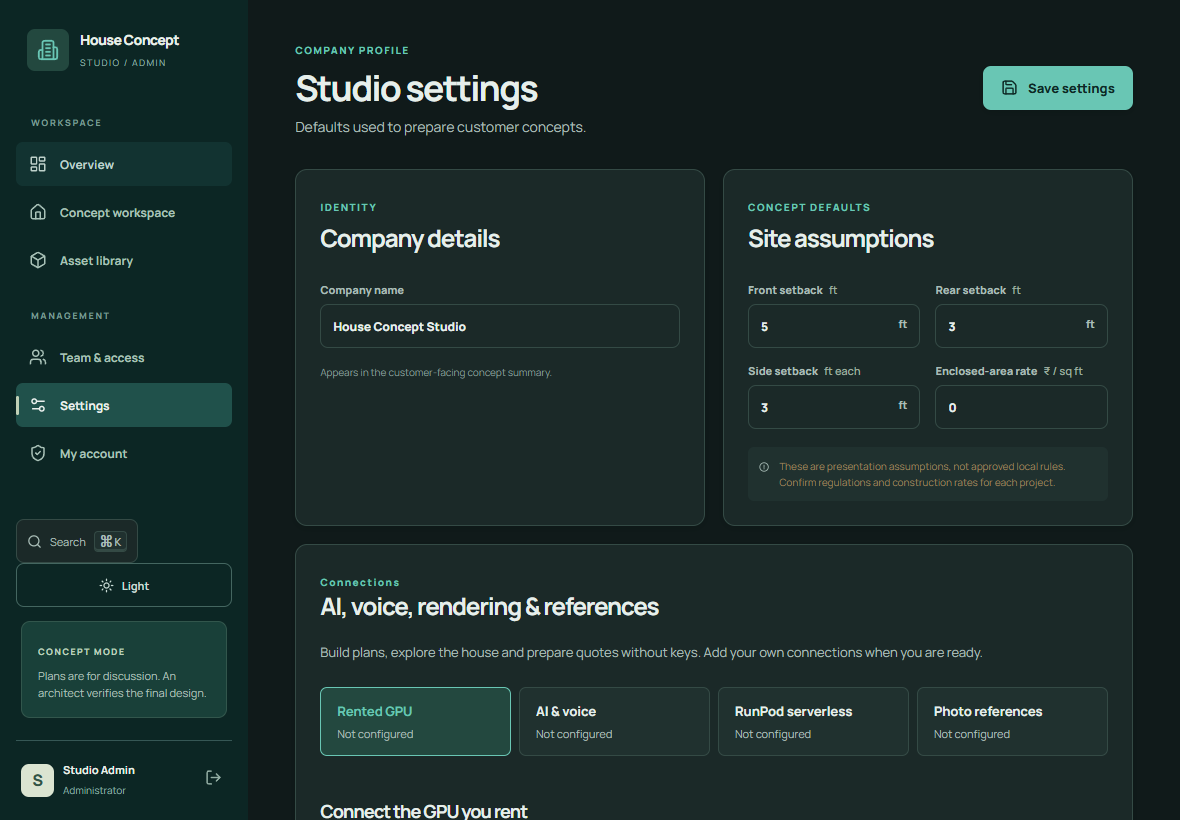 House Concept
STUDIO / ADMIN
WORKSPACE
Overview
Concept workspace
Asset library
MANAGEMENT
Team & access
Settings
My account
Search ⌘ K
Light
CONCEPT MODE
Plans are for discussion. An
architect verifies the final design.
S
Studio Admin
Administrator
COMPANY PROFILE
Studio settings
Defaults used to prepare customer concepts.
Save settings
IDENTITY
Company details
Company name
House Concept Studio
Appears in the customer-facing concept summary.
CONCEPT DEFAULTS
Site assumptions
Front setback ft
5 ft
Rear setback ft
3 ft
Side setback ft each
3 ft
Enclosed-area rate ₹ / sq ft
0
These are presentation assumptions, not approved local rules.
Confirm regulations and construction rates for each project.
Connections
AI, voice, rendering & references
Build plans, explore the house and prepare quotes without keys. Add your own connections when you are ready.
Rented GPU
Not configured
AI & voice
Not configured
RunPod serverless
Not configured
Photo references
Not configured
Connect the GPU you rent